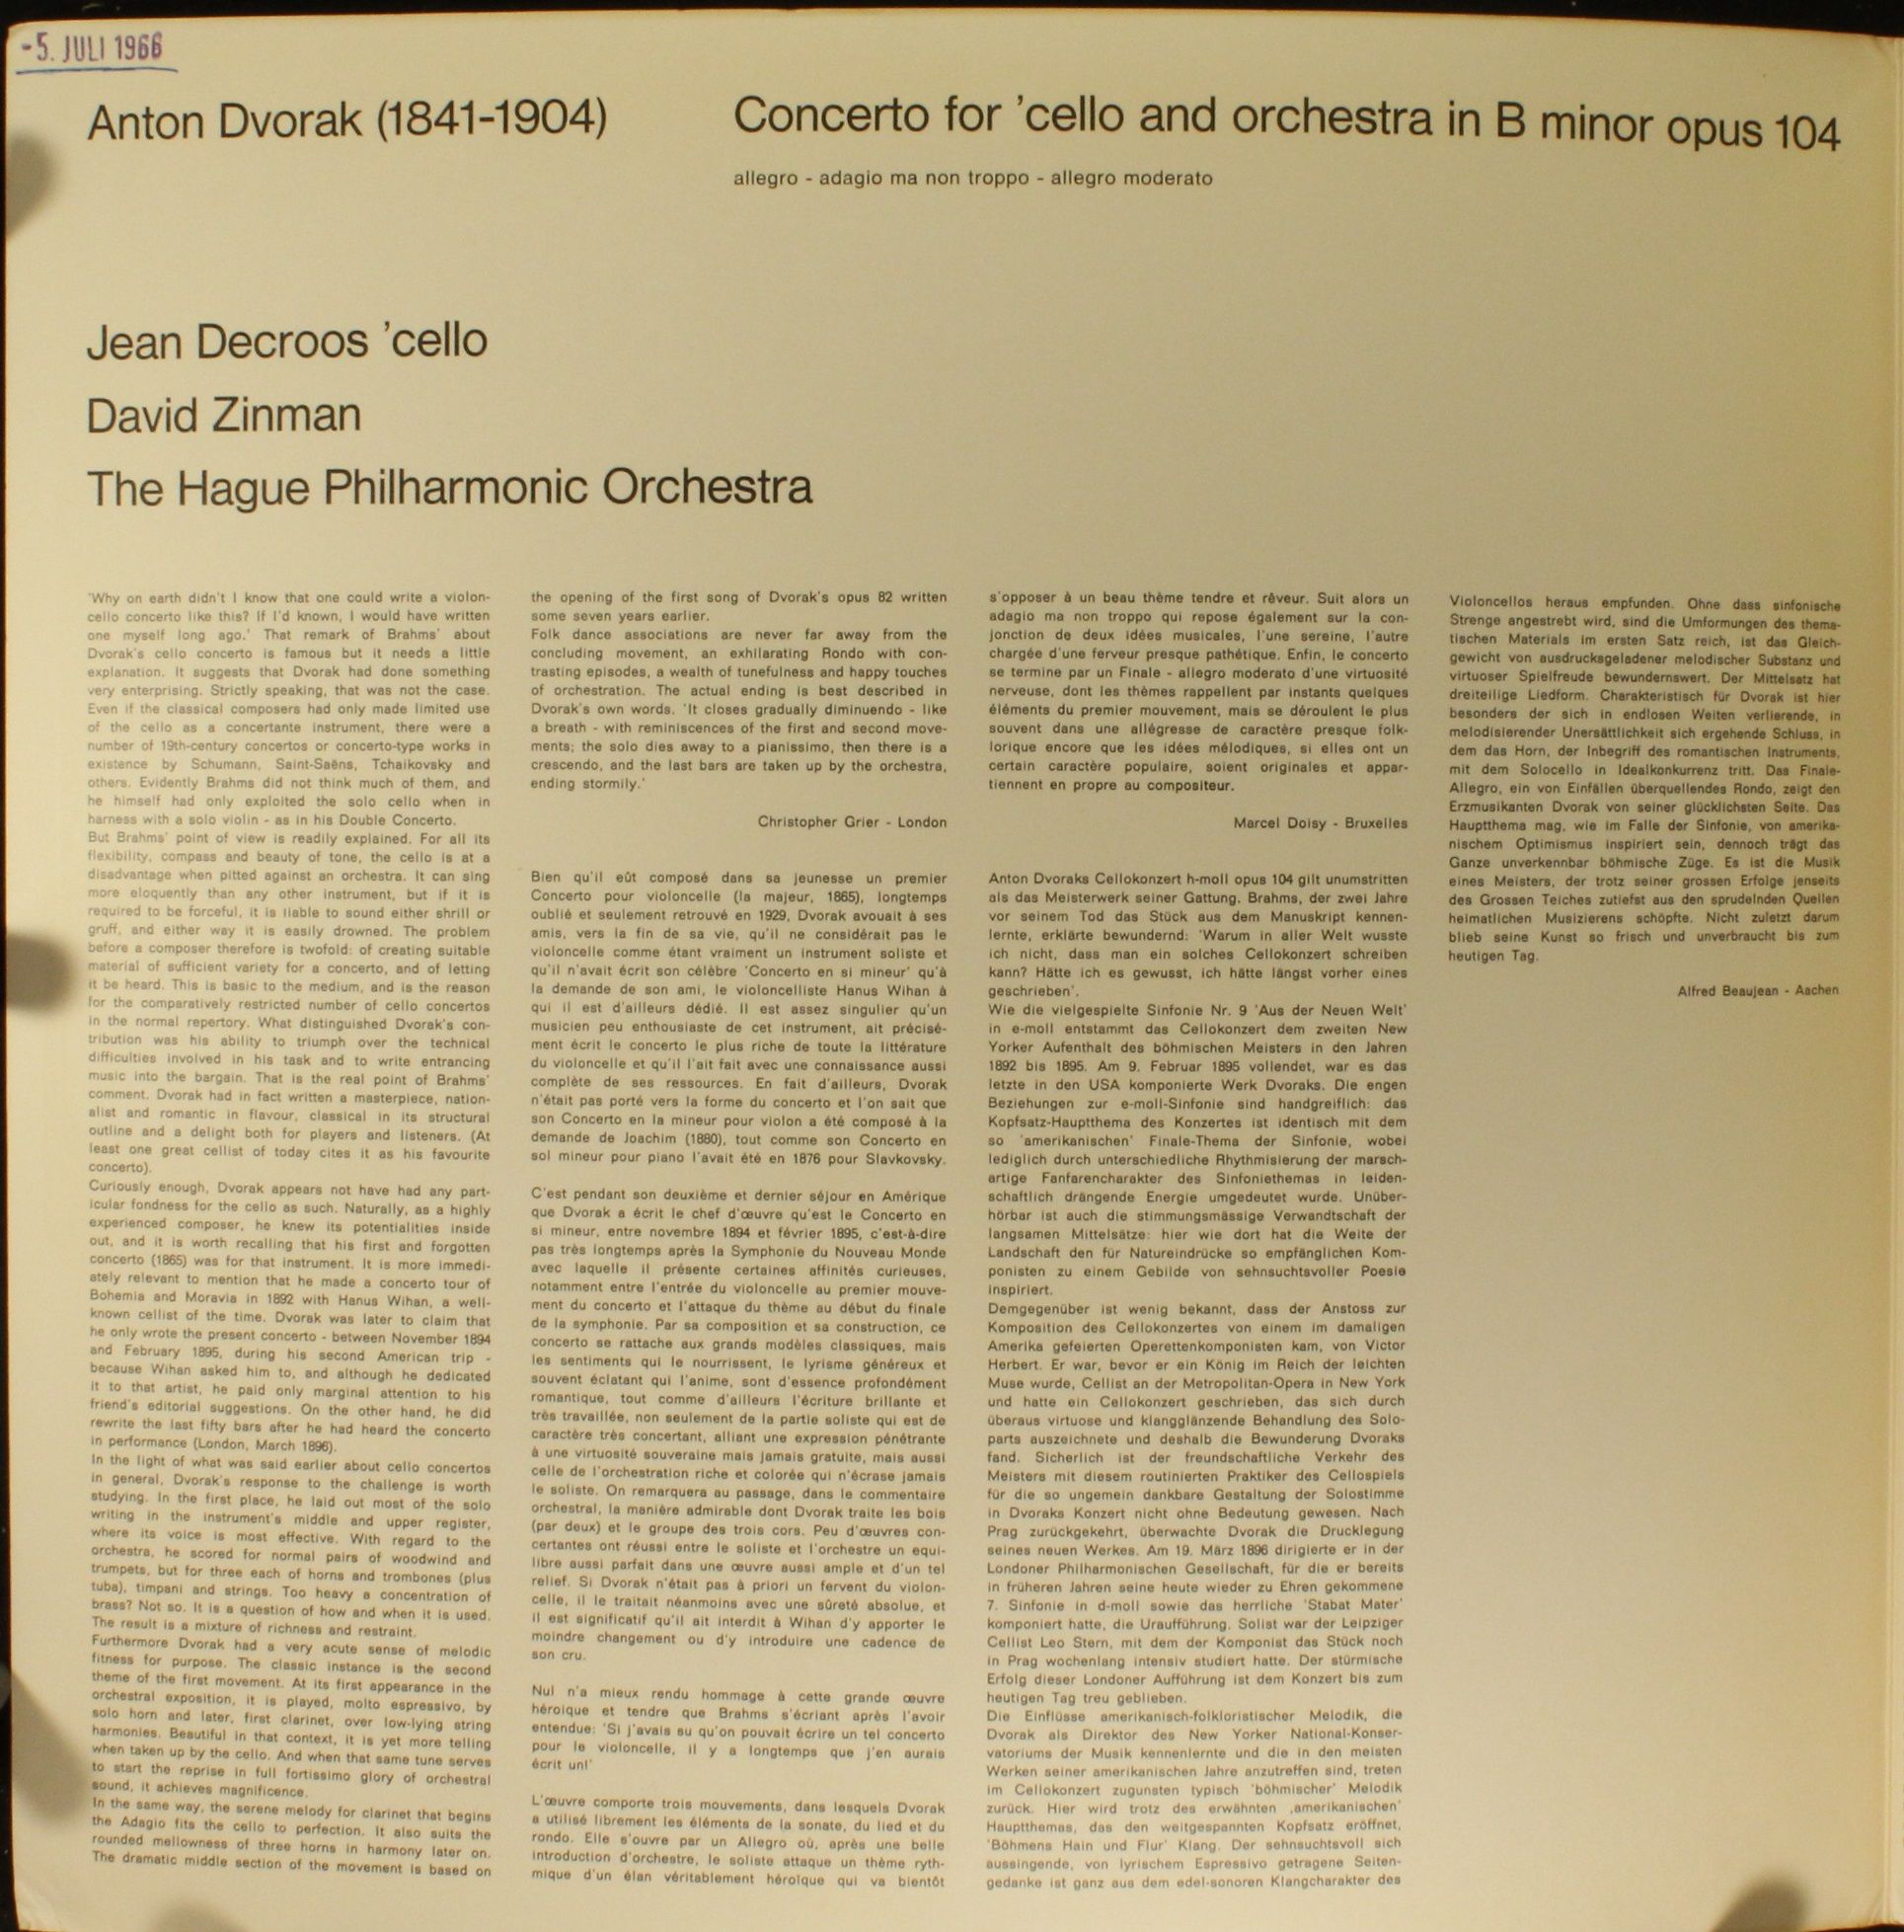 -5. JULI 1966
Anton Dvorak (1841-1904)
Concerto for 'cello and orchestra in B minor opus 104
allegro - adagio ma non troppo - allegro moderato
Jean Decroos 'cello
David Zinman
The Hague Philharmonic Orchestra
'Why on earth didn't I know that one could write a violon-
cello concerto like this? If I'd known, I would have written
one myself long ago.' That remark of Brahms' about
Dvorak's cello concerto is famous but it needs a little
explanation. It suggests that Dvorak had done something
very enterprising. Strictly speaking, that was not the case.
Even if the classical composers had only made limited use
of the cello as a concertante instrument, there were a
number of 19th-century concertos or concerto-type works in
existence by Schumann, Saint-Saëns, Tchaikovsky and
others. Evidently Brahms did not think much of them, and
he himself had only exploited the solo cello when in
harness with a solo violin - as in his Double Concerto.
But Brahms' point of view is readily explained. For all its
flexibility, compass and beauty of tone, the cello is at a
disadvantage when pitted against an orchestra. It can sing
more eloquently than any other instrument, but if it is
required to be forceful, it is liable to sound either shrill or
gruff, and either way it is easily drowned. The problem
before a composer therefore is twofold: of creating suitable
material of sufficient variety for a concerto, and of letting
it be heard. This is basic to the medium, and is the reason
for the comparatively restricted number of cello concertos
in the normal repertory. What distinguished Dvorak's con-
tribution was his ability to triumph over the technical
difficulties involved in his task and to write entrancing
music into the bargain. That is the real point of Brahms'
comment. Dvorak had in fact written a masterpiece, nation-
alist and romantic in flavour, classical in its structural
outline and a delight both for players and listeners. (At
least one great cellist of today cites it as his favourite
concerto).
Curiously enough, Dvorak appears not have had any part-
icular fondness for the cello as such. Naturally, as a highly
experienced composer, he knew its potentialities inside
out, and it is worth recalling that his first and forgotten
concerto (1865) was for that instrument. It is more immedi-
ately relevant to mention that he made a concerto tour of
Bohemia and Moravia in 1892 with Hanus Wihan, a well-
known cellist of the time. Dvorak was later to claim that
he only wrote the present concerto - between November 1894
and February 1895, during his second American trip -
because Wihan asked him to, and although he dedicated
it to that artist, he paid only marginal attention to his
friend's editorial suggestions. On the other hand, he did
rewrite the last fifty bars after he had heard the concerto
in performance (London, March 1896).
In the light of what was said earlier about cello concertos
in general, Dvorak's response to the challenge is worth
studying. In the first place, he laid out most of the solo
writing in the instrument's middle and upper register,
where its voice is most effective. With regard to the
orchestra, he scored for normal pairs of woodwind and
trumpets, but for three each of horns and trombones (plus
tuba), timpani and strings. Too heavy a concentration of
brass? Not so. It is a question of how and when it is used.
The result is a mixture of richness and restraint.
Furthermore Dvorak had a very acute sense of melodic
fitness for purpose. The classic instance is the second
theme of the first movement. At its first appearance in the
orchestral exposition, it is played, molto espressivo, by
solo horn and later, first clarinet, over low-lying string
harmonies. Beautiful in that context, it is yet more telling
when taken up by the cello. And when that same tune serves
to start the reprise in full fortissimo glory of orchestral
sound, it achieves magnificence.
In the same way, the serene melody for clarinet that begins
the Adagio fits the cello to perfection. It also suits the
rounded mellowness of three horns in harmony later on.
The dramatic middle section of the movement is based on
the opening of the first song of Dvorak's opus 82 written
some seven years earlier.
Folk dance associations are never far away from the
concluding movement, an exhilarating Rondo with con-
trasting episodes, a wealth of tunefulness and happy touches
of orchestration. The actual ending is best described in
Dvorak's own words. 'It closes gradually diminuendo - like
a breath - with reminiscences of the first and second move-
ments; the solo dies away to a pianissimo, then there is a
crescendo, and the last bars are taken up by the orchestra,
ending stormily.'
Christopher Grier - London
Bien qu'il eût composé dans sa jeunesse un premier
Concerto pour violoncelle (la majeur, 1865), longtemps
oublié et seulement retrouvé en 1929, Dvorak avouait à ses
amis, vers la fin de sa vie, qu'il ne considérait pas le
violoncelle comme étant vraiment un instrument soliste et
qu'il n'avait écrit son célèbre 'Concerto en si mineur' qu'à
la demande de son ami, le violoncelliste Hanus Wihan à
qui il est d'ailleurs dédié. Il est assez singulier qu'un
musicien peu enthousiaste de cet instrument, ait précisé-
ment écrit le concerto le plus riche de toute la littérature
du violoncelle et qu'il l'ait fait avec une connaissance aussi
complète de ses ressources. En fait d'ailleurs, Dvorak
n'était pas porté vers la forme du concerto et l'on sait que
son Concerto en la mineur pour violon a été composé à la
demande de Joachim (1880), tout comme son Concerto en
sol mineur pour piano l'avait été en 1876 pour Slavkovsky.
C'est pendant son deuxième et dernier séjour en Amérique
que Dvorak a écrit le chef d'œuvre qu'est le Concerto en
si mineur, entre novembre 1894 et février 1895, c'est-à-dire
pas très longtemps après la Symphonie du Nouveau Monde
avec laquelle il présente certaines affinités curieuses,
notamment entre l'entrée du violoncelle au premier mouve-
ment du concerto et l'attaque du thème au début du finale
de la symphonie. Par sa composition et sa construction, ce
concerto se rattache aux grands modèles classiques, mais
les sentiments qui le nourrissent, le lyrisme généreux et
souvent éclatant qui l'anime, sont d'essence profondément
romantique, tout comme d'ailleurs l'écriture brillante et
très travaillée, non seulement de la partie soliste qui est de
caractère très concertant, alliant une expression pénétrante
à une virtuosité souveraine mais jamais gratuite, mais aussi
celle de l'orchestration riche et colorée qui n'écrase jamais
le soliste. On remarquera au passage, dans le commentaire
orchestral, la manière admirable dont Dvorak traite les bois
(par deux) et le groupe des trois cors. Peu d'œuvres con-
certantes ont réussi entre le soliste et l'orchestre un equi-
libre aussi parfait dans une œuvre aussi ample et d'un tel
relief. Si Dvorak n'était pas à priori un fervent du violon-
celle, il le traitait néanmoins avec une sûreté absolue, et
il est significatif qu'il ait interdit à Wihan d'y apporter le
moindre changement ou d'y introduire une cadence de
son cru.
Nul n'a mieux rendu hommage à cette grande œuvre
héroïque et tendre que Brahms s'écriant après l'avoir
entendue: 'Si j'avais su qu'on pouvait écrire un tel concerto
pour le violoncelle, il y a longtemps que j'en aurais
écrit un!'
L'œuvre comporte trois mouvements, dans lesquels Dvorak
a utilisé librement les éléments de la sonate, du lied et du
rondo. Elle s'ouvre par un Allegro où, après une belle
introduction d'orchestre, le soliste attaque un thème ryth-
mique d'un élan véritablement héroïque qui va bientôt
s'opposer à un beau thème tendre et rêveur. Suit alors un
adagio ma non troppo qui repose également sur la con-
jonction de deux idées musicales, l'une sereine, l'autre
chargée d'une ferveur presque pathétique. Enfin, le concerto
se termine par un Finale - allegro moderato d'une virtuosité
nerveuse, dont les thèmes rappellent par instants quelques
éléments du premier mouvement, mais se déroulent le plus
souvent dans une allégresse de caractère presque folk-
lorique encore que les idées mélodiques, si elles ont un
certain caractère populaire, soient originales et appar-
tiennent en propre au compositeur.
Marcel Doisy - Bruxelles
Anton Dvoraks Cellokonzert h-moll opus 104 gilt unumstritten
als das Meisterwerk seiner Gattung. Brahms, der zwei Jahre
vor seinem Tod das Stück aus dem Manuskript kennen-
lernte, erklärte bewundernd: 'Warum in aller Welt wusste
ich nicht, dass man ein solches Cellokonzert schreiben
kann? Hätte ich es gewusst, ich hätte längst vorher eines
geschrieben'.
Wie die vielgespielte Sinfonie Nr. 9 'Aus der Neuen Welt'
in e-moll entstammt das Cellokonzert dem zweiten New
Yorker Aufenthalt des böhmischen Meisters in den Jahren
1892 bis 1895. Am 9. Februar 1895 vollendet, war es das
letzte in den USA komponierte Werk Dvoraks. Die engen
Beziehungen zur e-moll-Sinfonie sind handgreiflich: das
Kopfsatz-Hauptthema des Konzertes ist identisch mit dem
so 'amerikanischen' Finale-Thema der Sinfonie, wobei
lediglich durch unterschiedliche Rhythmisierung der marsch-
artige Fanfarencharakter des Sinfoniethemas in leiden-
schaftlich drängende Energie umgedeutet wurde. Unüber-
hörbar ist auch die stimmungsmässige Verwandtschaft der
langsamen Mittelsätze: hier wie dort hat die Weite der
Landschaft den für Natureindrücke so empfänglichen Kom-
ponisten zu einem Gebilde von sehnsuchtsvoller Poesie
inspiriert.
Demgegenüber ist wenig bekannt, dass der Anstoss zur
Komposition des Cellokonzertes von einem im damaligen
Amerika gefeierten Operettenkomponisten kam, von Victor
Herbert. Er war, bevor er ein König im Reich der leichten
Muse wurde, Cellist an der Metropolitan-Opera in New York
und hatte ein Cellokonzert geschrieben, das sich durch
überaus virtuose und klangglänzende Behandlung des Solo-
parts auszeichnete und deshalb die Bewunderung Dvoraks
fand. Sicherlich ist der freundschaftliche Verkehr des
Meisters mit diesem routinierten Praktiker des Cellospiels
für die so ungemein dankbare Gestaltung der Solostimme
in Dvoraks Konzert nicht ohne Bedeutung gewesen. Nach
Prag zurückgekehrt, überwachte Dvorak die Drucklegung
seines neuen Werkes. Am 19. März 1896 dirigierte er in der
Londoner Philharmonischen Gesellschaft, für die er bereits
in früheren Jahren seine heute wieder zu Ehren gekommene
7. Sinfonie in d-moll sowie das herrliche 'Stabat Mater'
komponiert hatte, die Uraufführung. Solist war der Leipziger
Cellist Leo Stern, mit dem der Komponist das Stück noch
in Prag wochenlang intensiv studiert hatte. Der stürmische
Erfolg dieser Londoner Aufführung ist dem Konzert bis zum
heutigen Tag treu geblieben.
Die Einflüsse amerikanisch-folkloristischer Melodik, die
Dvorak als Direktor des New Yorker National-Konser-
vatoriums der Musik kennenlernte und die in den meisten
Werken seiner amerikanischen Jahre anzutreffen sind, treten
im Cellokonzert zugunsten typisch 'böhmischer' Melodik
zurück. Hier wird trotz des erwähnten ,amerikanischen'
Hauptthemas, das den weitgespannten Kopfsatz eröffnet,
'Böhmens Hain und Flur' Klang. Der sehnsuchtsvoll sich
aussingende, von lyrischem Espressivo getragene Seiten-
gedanke ist ganz aus dem edel-sonoren Klangcharakter des
Violoncellos heraus empfunden. Ohne dass sinfonische
Strenge angestrebt wird, sind die Umformungen des thema-
tischen Materials im ersten Satz reich, ist das Gleich-
gewicht von ausdrucksgeladener melodischer Substanz und
virtuoser Spielfreude bewundernswert. Der Mittelsatz hat
dreiteilige Liedform. Charakteristisch für Dvorak ist hier
besonders der sich in endlosen Weiten verlierende, in
melodisierender Unersättlichkeit sich ergehende Schluss, in
dem das Horn, der Inbegriff des romantischen Instruments,
mit dem Solocello in Idealkonkurrenz tritt. Das Finale-
Allegro, ein von Einfällen überquellendes Rondo, zeigt den
Erzmusikanten Dvorak von seiner glücklichsten Seite. Das
Hauptthema mag, wie im Falle der Sinfonie, von amerika-
nischem Optimismus inspiriert sein, dennoch trägt das
Ganze unverkennbar böhmische Züge. Es ist die Musik
eines Meisters, der trotz seiner grossen Erfolge jenseits
des Grossen Teiches zutiefst aus den sprudelnden Quellen
heimatlichen Musizierens schöpfte. Nicht zuletzt darum
blieb seine Kunst so frisch und unverbraucht bis zum
heutigen Tag.
Alfred Beaujean - Aachen